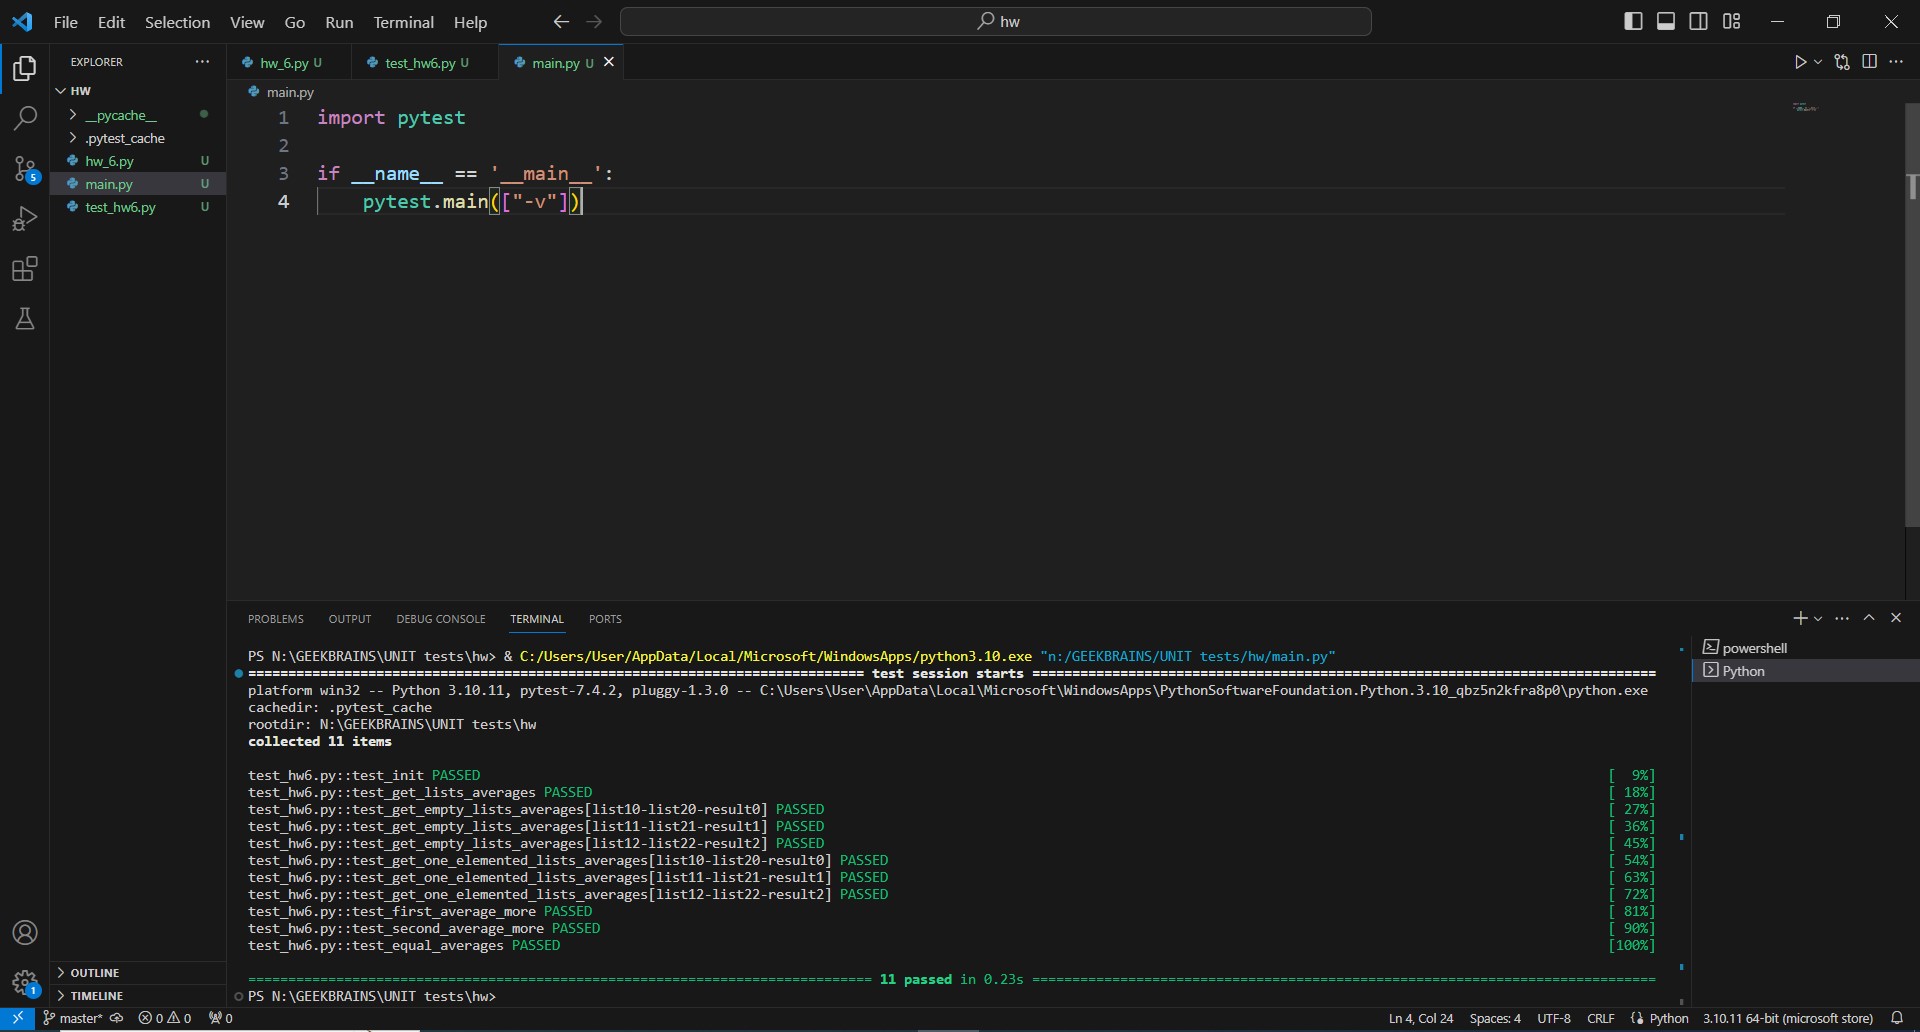 File Edit Selection View Go Run Terminal Help
hw
EXPLORER
HW
__pycache__
.pytest_cache
hw_6.py U
main.py U
test_hw6.py U
OUTLINE
TIMELINE
5
1
hw_6.py U
test_hw6.py U
main.py U
main.py
1 import pytest
2
3 if __name__ == '__main__':
4 pytest.main(["-v"])
PROBLEMS OUTPUT DEBUG CONSOLE TERMINAL PORTS
PS N:\GEEKBRAINS\UNIT tests\hw> & C:/Users/User/AppData/Local/Microsoft/WindowsApps/python3.10.exe "n:/GEEKBRAINS/UNIT tests/hw/main.py"
============================================================================= test session starts ==============================================================================
platform win32 -- Python 3.10.11, pytest-7.4.2, pluggy-1.3.0 -- C:\Users\User\AppData\Local\Microsoft\WindowsApps\PythonSoftwareFoundation.Python.3.10_qbz5n2kfra8p0\python.exe
cachedir: .pytest_cache
rootdir: N:\GEEKBRAINS\UNIT tests\hw
collected 11 items
test_hw6.py::test_init PASSED [  9%]
test_hw6.py::test_get_lists_averages PASSED [ 18%]
test_hw6.py::test_get_empty_lists_averages[list10-list20-result0] PASSED [ 27%]
test_hw6.py::test_get_empty_lists_averages[list11-list21-result1] PASSED [ 36%]
test_hw6.py::test_get_empty_lists_averages[list12-list22-result2] PASSED [ 45%]
test_hw6.py::test_get_one_elemented_lists_averages[list10-list20-result0] PASSED [ 54%]
test_hw6.py::test_get_one_elemented_lists_averages[list11-list21-result1] PASSED [ 63%]
test_hw6.py::test_get_one_elemented_lists_averages[list12-list22-result2] PASSED [ 72%]
test_hw6.py::test_first_average_more PASSED [ 81%]
test_hw6.py::test_second_average_more PASSED [ 90%]
test_hw6.py::test_equal_averages PASSED [100%]
============================================================================== 11 passed in 0.23s ==============================================================================
PS N:\GEEKBRAINS\UNIT tests\hw>
powershell
Python
master* 0 0 0
Ln 4, Col 24 Spaces: 4 UTF-8 CRLF Python 3.10.11 64-bit (microsoft store)